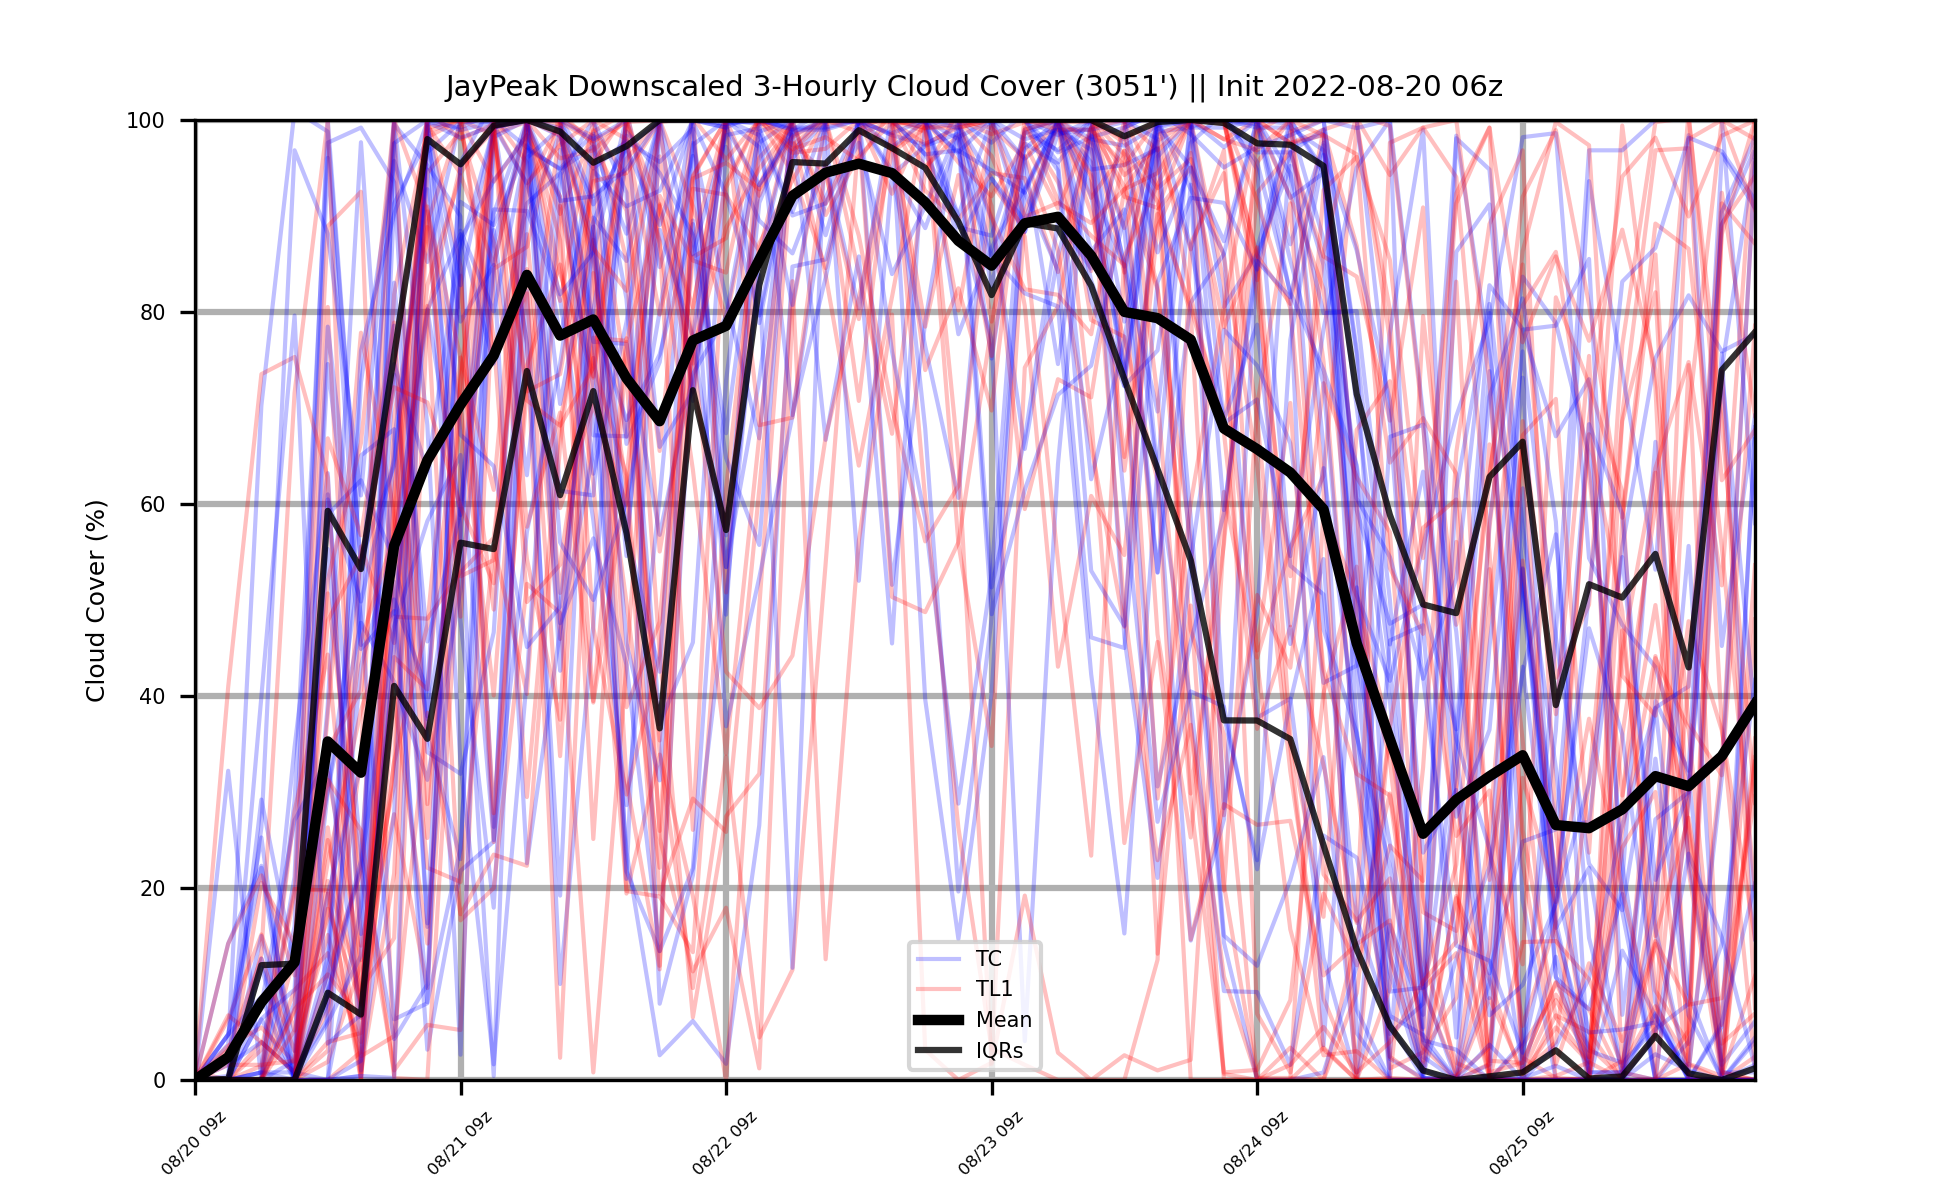 JayPeak Downscaled 3-Hourly Cloud Cover (3051') || Init 2022-08-20 06z
Cloud Cover (%)
100
80
60
40
20
0
TC
TL1
Mean
IQRs
08/20 09z
08/21 09z
08/22 09z
08/23 09z
08/24 09z
08/25 09z